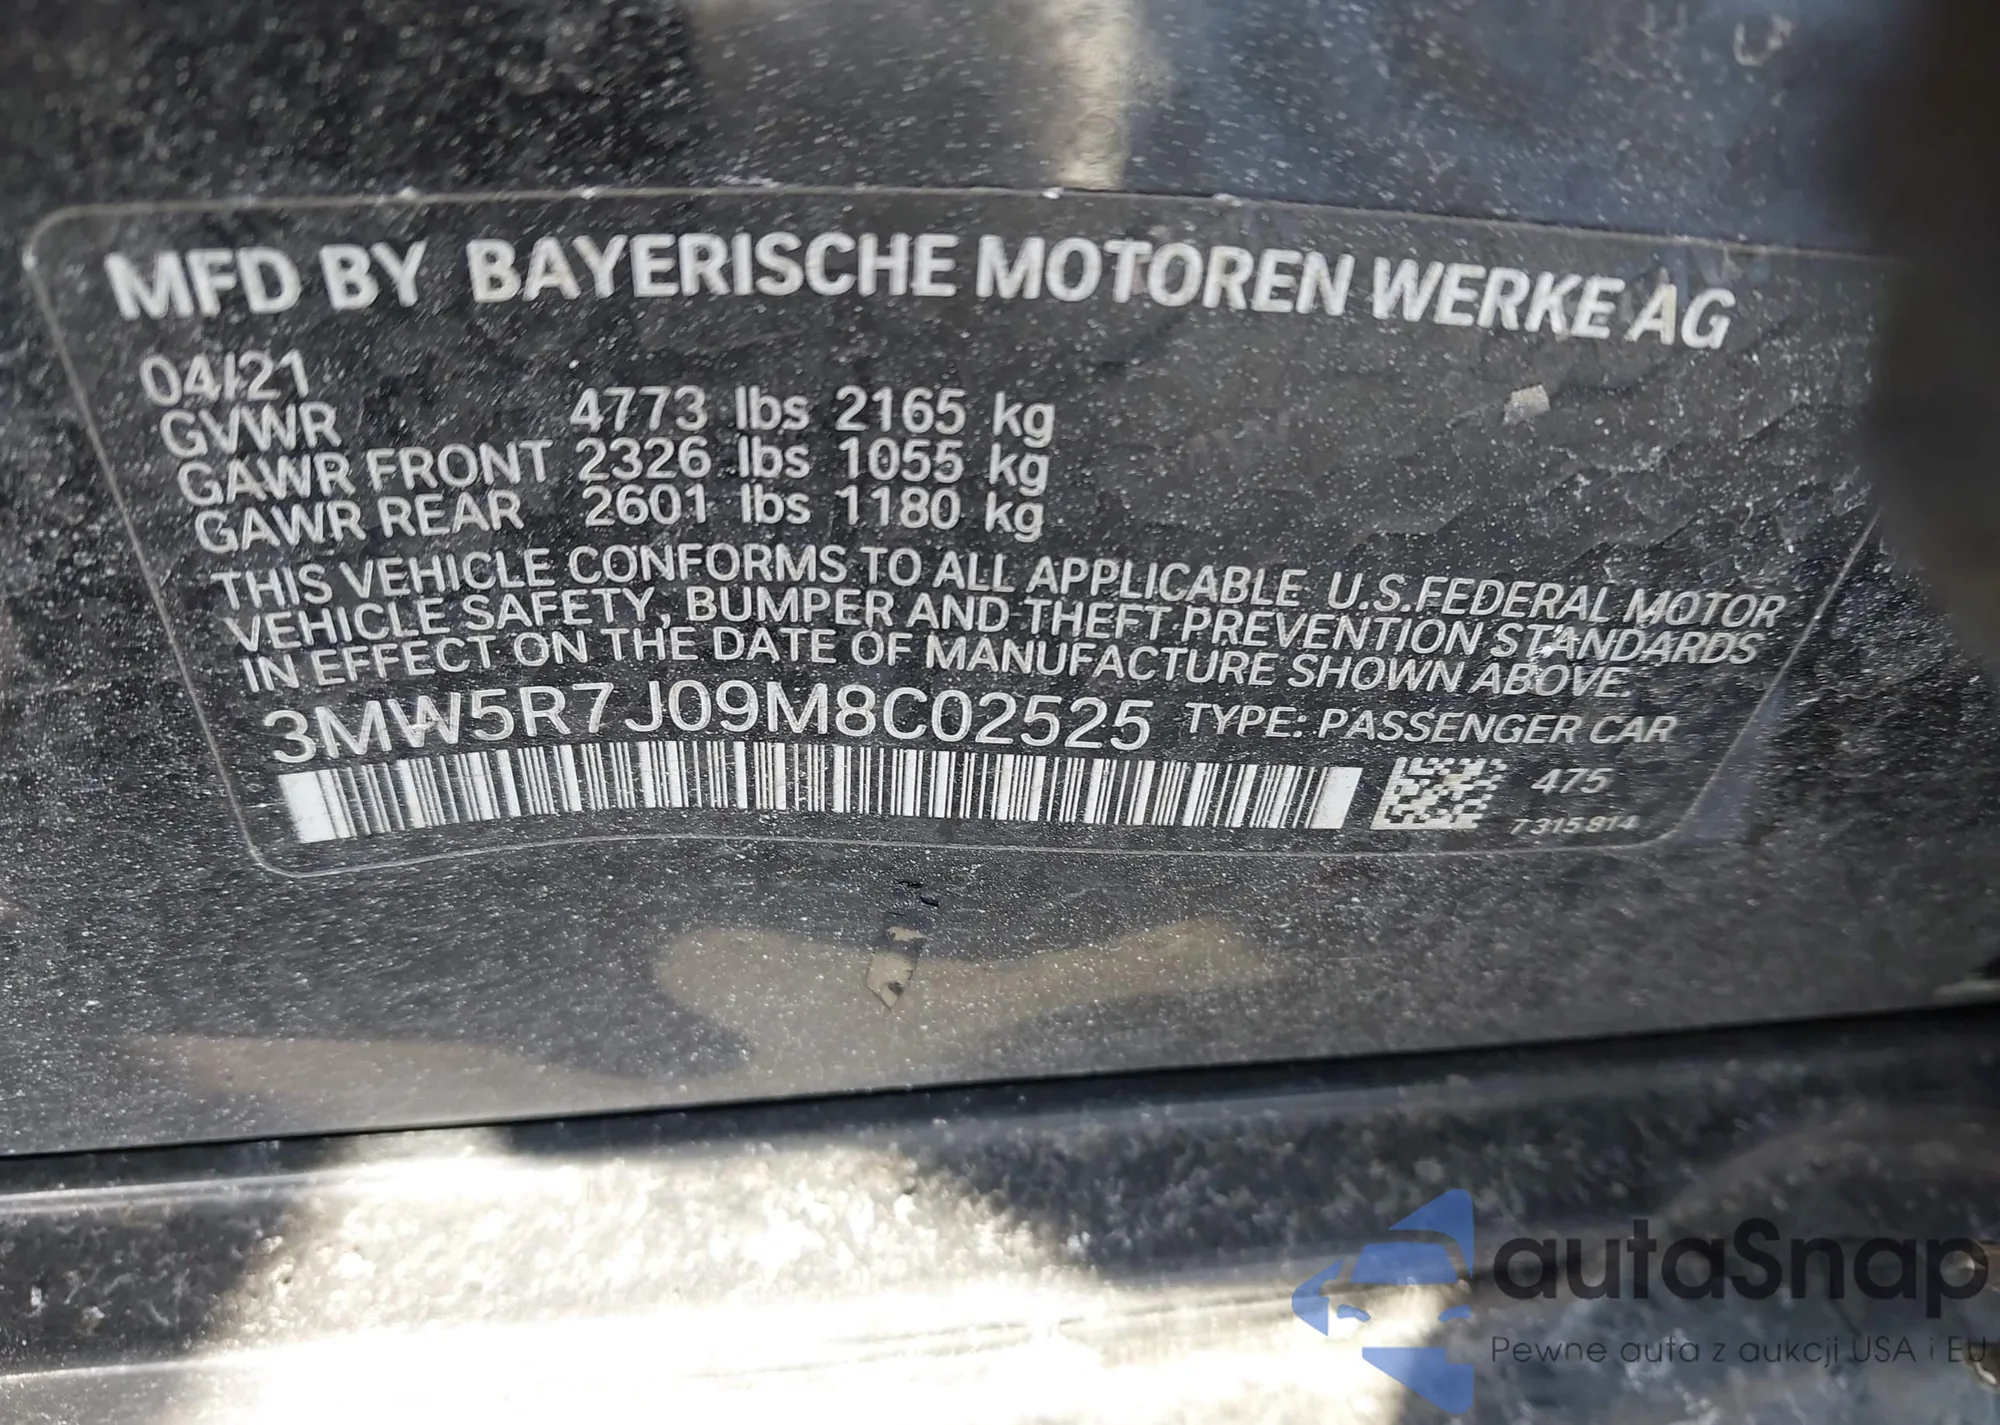 MFD BY BAYERISCHE MOTOREN WERKE AG
04/21
GVWR 4773 lbs 2165 kg
GAWR FRONT 2326 lbs 1055 kg
GAWR REAR 2601 lbs 1180 kg
THIS VEHICLE CONFORMS TO ALL APPLICABLE U.S.FEDERAL MOTOR
VEHICLE SAFETY, BUMPER AND THEFT PREVENTION STANDARDS
IN EFFECT ON THE DATE OF MANUFACTURE SHOWN ABOVE.
3MW5R7J09M8C02525 TYPE: PASSENGER CAR
475
7315814
autaSnap
Pewne auta z aukcji USA i EU